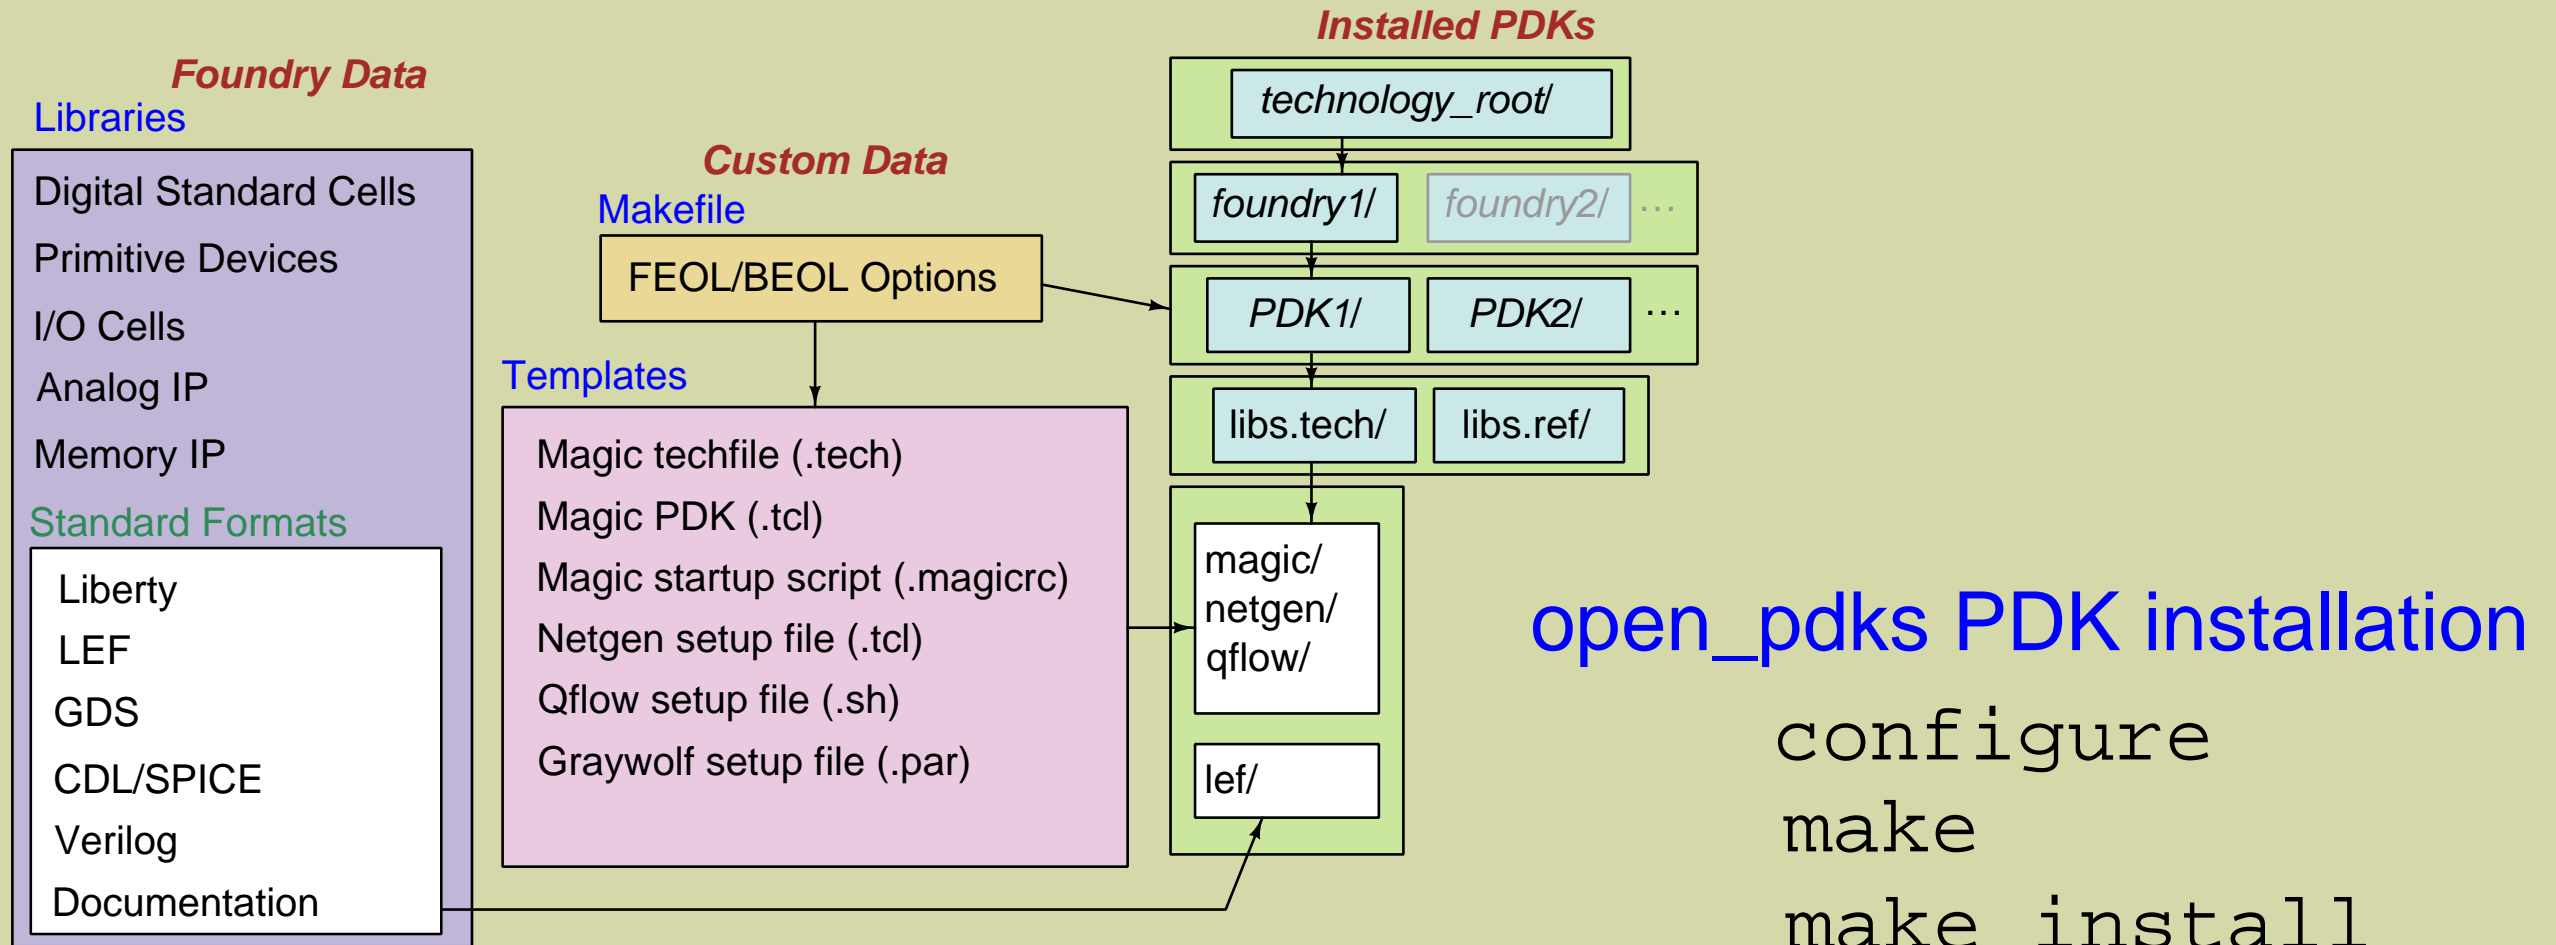 Foundry Data
Libraries
Digital Standard Cells
Primitive Devices
I/O Cells
Analog IP
Memory IP
Standard Formats
Liberty
LEF
GDS
CDL/SPICE
Verilog
Documentation
Custom Data
Makefile
FEOL/BEOL Options
Templates
Magic techfile (.tech)
Magic PDK (.tcl)
Magic startup script (.magicrc)
Netgen setup file (.tcl)
Qflow setup file (.sh)
Graywolf setup file (.par)
Installed PDKs
technology_root/
foundry1/ foundry2/ ...
PDK1/ PDK2/ ...
libs.tech/ libs.ref/
magic/
netgen/
qflow/
lef/
open_pdks PDK installation
configure
make
make install